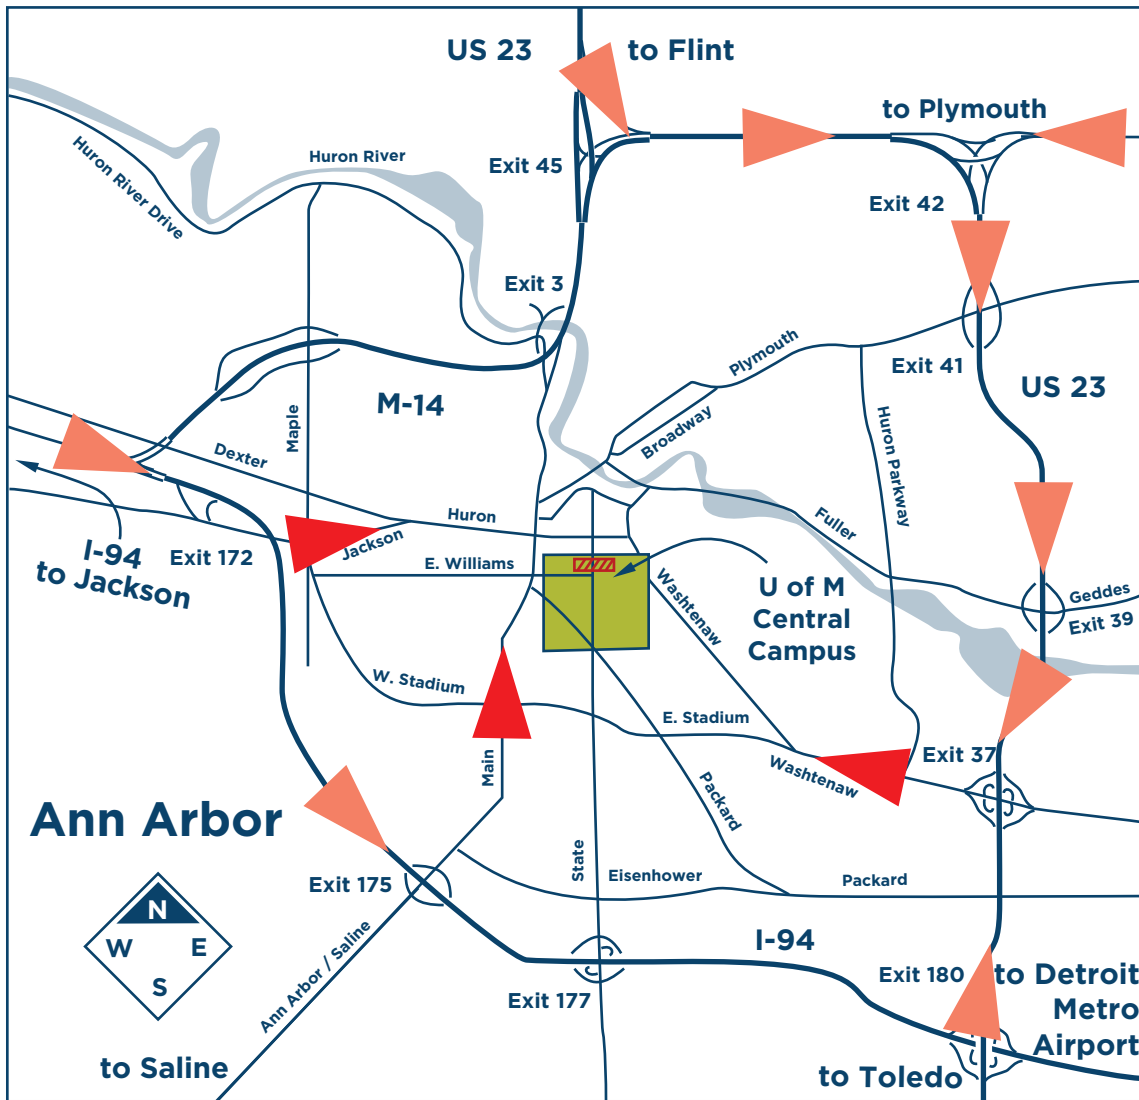 US 23
to Flint
to Plymouth
Huron River
Exit 45
Huron River Drive
Exit 42
Exit 3
Plymouth
Exit 41
US 23
M-14
Maple
Broadway
Huron Parkway
Dexter
Huron
Fuller
Jackson
I-94
to Jackson
Exit 172
E. Williams
Washtenaw
U of M
Central
Campus
Geddes
Exit 39
W. Stadium
E. Stadium
Main
Exit 37
Washtenaw
Packard
Ann Arbor
State
Exit 175
Eisenhower
Packard
N
W
E
S
Ann Arbor / Saline
I-94
Exit 180
to Detroit
Metro
Airport
Exit 177
to Saline
to Toledo